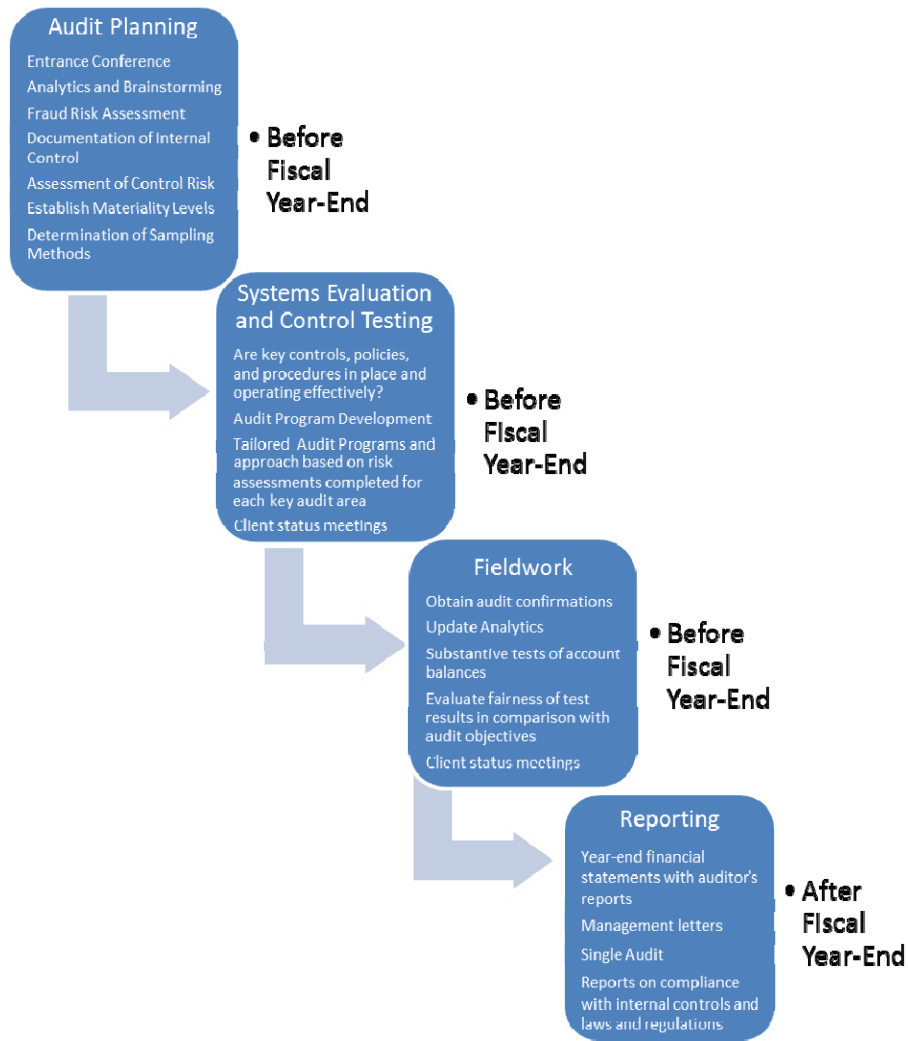 Audit Planning
Entrance Conference
Analytics and Brainstorming
Fraud Risk Assessment
Documentation of Internal
Control
Assessment of Control Risk
Establish Materiality Levels
Determination of Sampling
Methods
• Before
Fiscal
Year-End
Systems Evaluation
and Control Testing
Are key controls, policies,
and procedures in place and
operating effectively?
Audit Program Development
Tailored Audit Programs and
approach based on risk
assessments completed for
each key audit area
Client status meetings
• Before
Fiscal
Year-End
Fieldwork
Obtain audit confirmations
Update Analytics
Substantive tests of account
balances
Evaluate fairness of test
results in comparison with
audit objectives
Client status meetings
• Before
Fiscal
Year-End
Reporting
Year-end financial
statements with auditor's
reports
Management letters
Single Audit
Reports on compliance
with internal controls and
laws and regulations
• After
Fiscal
Year-End